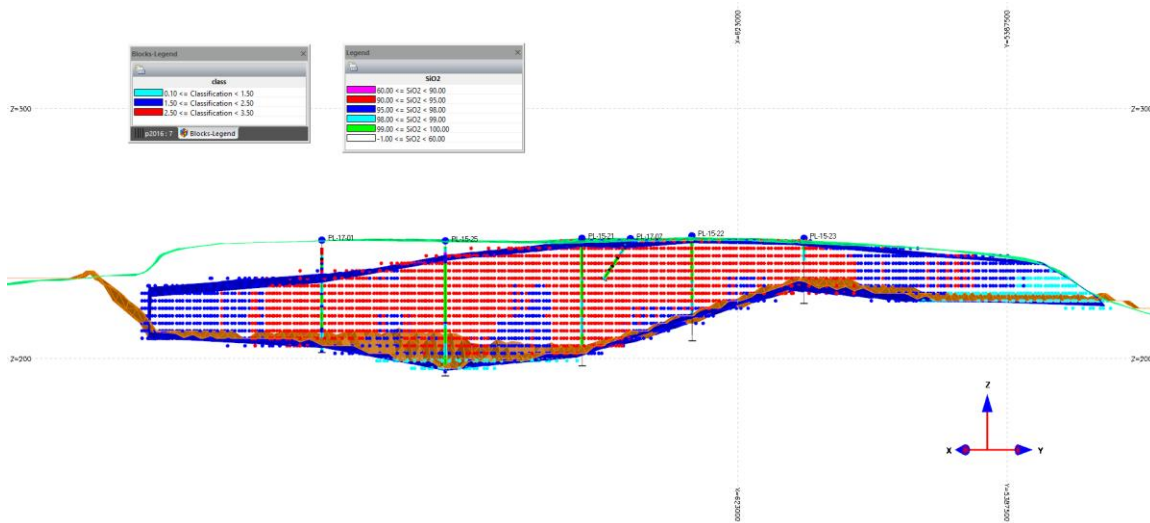 X=623000
Y=5387500
Blocks-Legend
class
0.10 <= Classification < 1.50
1.50 <= Classification < 2.50
2.50 <= Classification < 3.50
p2016 : 7 Blocks-Legend
Legend
SiO2
60.00 <= SiO2 < 90.00
90.00 <= SiO2 < 95.00
95.00 <= SiO2 < 98.00
98.00 <= SiO2 < 99.00
99.00 <= SiO2 < 100.00
-1.00 <= SiO2 < 60.00
Z=300
Z=300
PL-17-01
PL-15-25
PL-15-21
PL-17-07
PL-15-22
PL-15-23
Z=200
Z=200
Z
X
Y
X=623000
Y=5387500